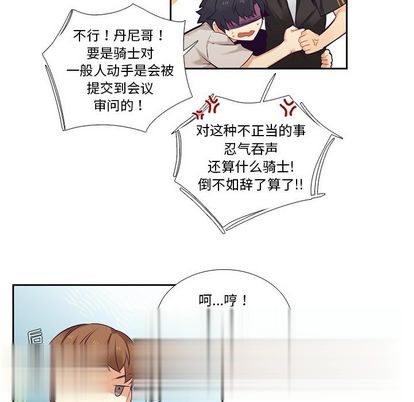 不行！丹尼哥！
要是骑士对
一般人动手是会被
提交到会议
审问的！
对这种不正当的事
忍气吞声
还算什么骑士！
倒不如辞了算了！！
呵…哼！